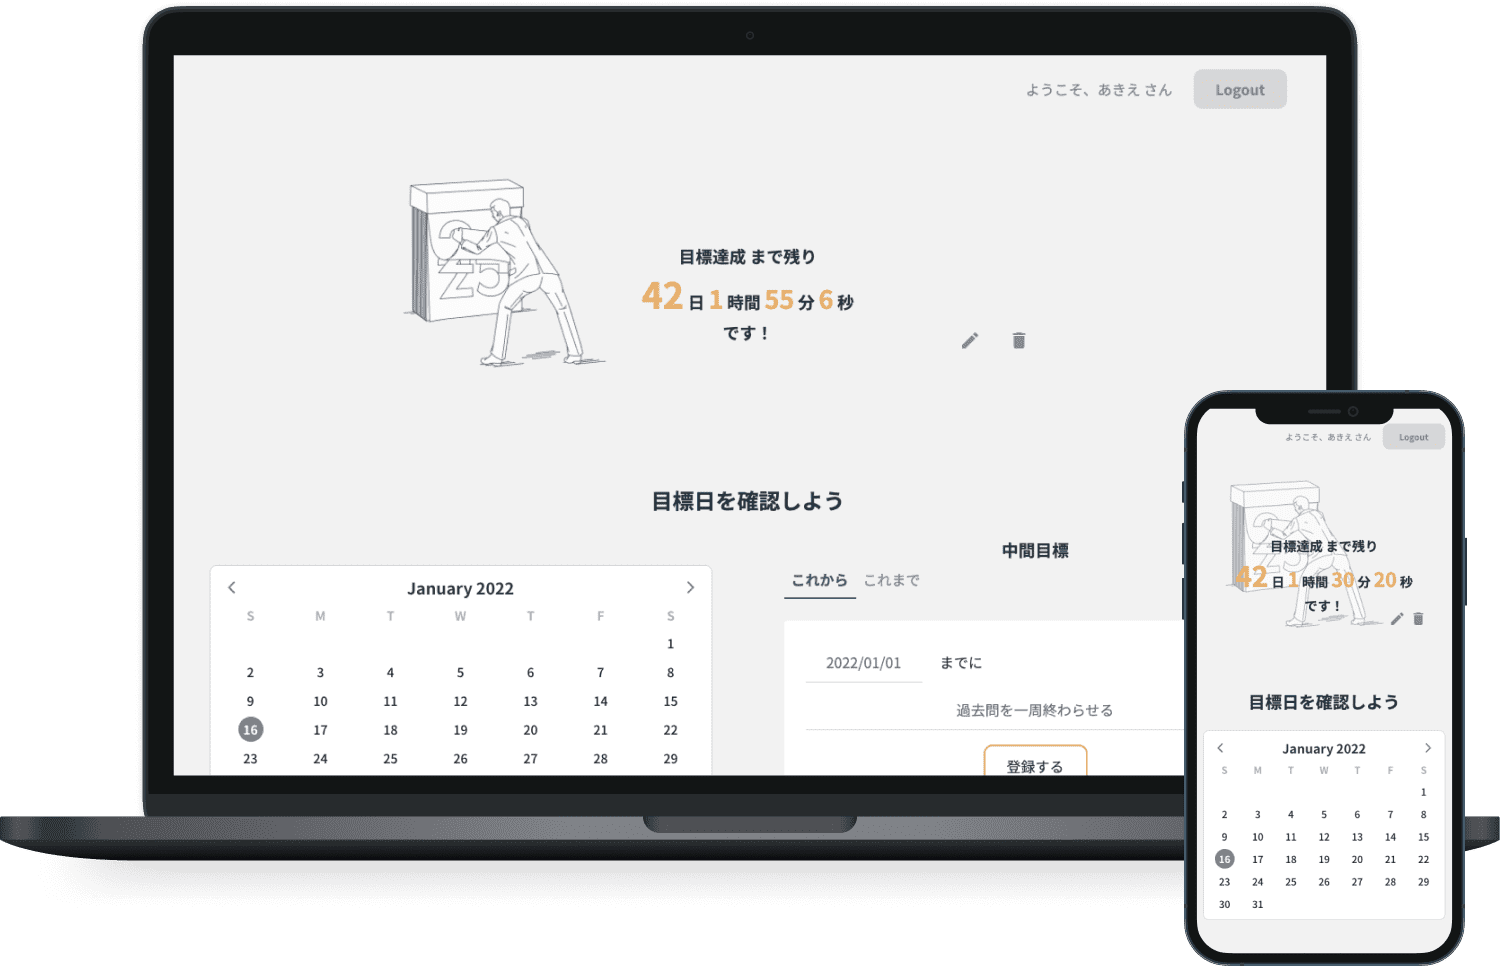 ようこそ、あきえ さん Logout
25
目標達成 まで残り
42 日 1 時間 55 分 6 秒
です！
目標日を確認しよう
中間目標
これから これまで
January 2022
S M T W T F S
1
2 3 4 5 6 7 8
9 10 11 12 13 14 15
16 17 18 19 20 21 22
23 24 25 26 27 28 29
2022/01/01 までに
過去問を一周終わらせる
登録する
ようこそ、あきえ さん Logout
目標達成 まで残り
42 日 1 時間 30 分 20 秒
です！
目標日を確認しよう
January 2022
S M T W T F S
1
2 3 4 5 6 7 8
9 10 11 12 13 14 15
16 17 18 19 20 21 22
23 24 25 26 27 28 29
30 31